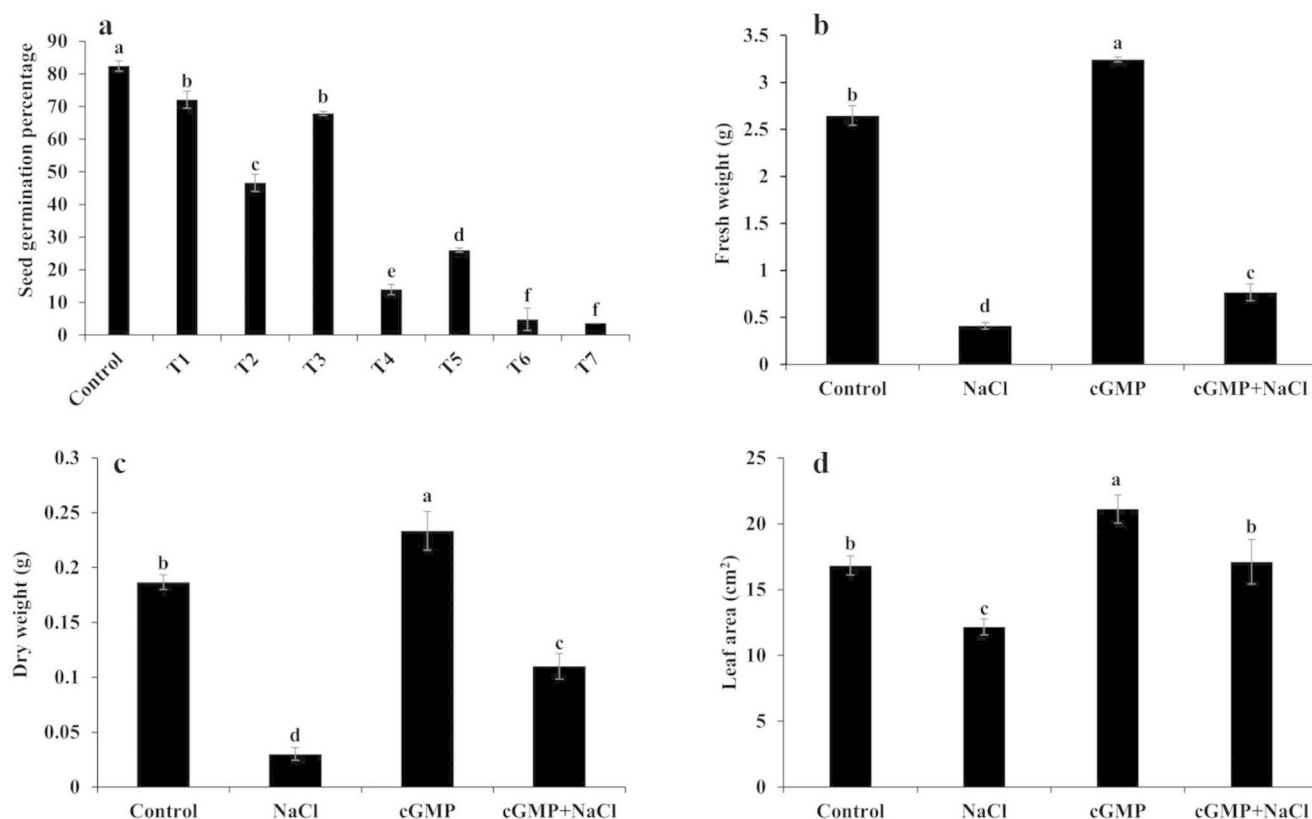 a
Seed germination percentage
90
80
70
60
50
40
30
20
10
0
a
b
c
b
e
d
f
f
Control
T1
T2
T3
T4
T5
T6
T7
b
Fresh weight (g)
3.5
3
2.5
2
1.5
1
0.5
0
b
d
a
c
Control
NaCl
cGMP
cGMP+NaCl
c
Dry weight (g)
0.3
0.25
0.2
0.15
0.1
0.05
0
b
d
a
c
Control
NaCl
cGMP
cGMP+NaCl
d
Leaf area (cm²)
25
20
15
10
5
0
b
c
a
b
Control
NaCl
cGMP
cGMP+NaCl